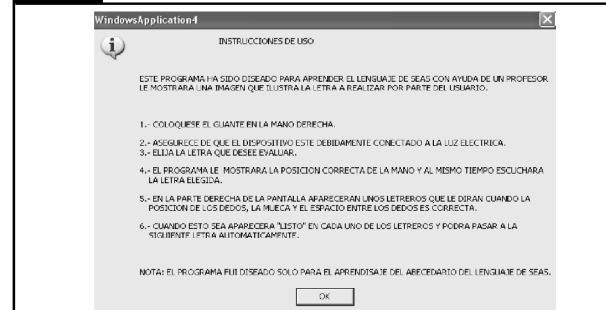 WindowsApplication4
INSTRUCCIONES DE USO
ESTE PROGRAMA HA SIDO DISEADO PARA APRENDER EL LENGUAJE DE SEAS CON AYUDA DE UN PROFESOR
LE MOSTRARA UNA IMAGEN QUE ILUSTRA LA LETRA A REALIZAR POR PARTE DEL USUARIO.
1.- COLOQUESE EL GUANTE EN LA MANO DERECHA.
2.- ASEGURECE DE QUE EL DISPOSITIVO ESTE DEBIDAMENTE CONECTADO A LA LUZ ELECTRICA.
3.- ELIJA LA LETRA QUE DESEE EVALUAR.
4.- EL PROGRAMA LE MOSTRARA LA POSICION CORRECTA DE LA MANO Y AL MISMO TIEMPO ESCUCHARA
LA LETRA ELEGIDA.
5.- EN LA PARTE DERECHA DE LA PANTALLA APARECERAN UNOS LETREROS QUE LE DIRAN CUANDO LA
POSICION DE LOS DEDOS, LA MUECA Y EL ESPACIO ENTRE LOS DEDOS ES CORRECTA.
6.- CUANDO ESTO SEA APARECERA "LISTO" EN CADA UNO DE LOS LETREROS Y PODRA PASAR A LA
SIGUIENTE LETRA AUTOMATICAMENTE.
NOTA: EL PROGRAMA FUI DISEADO SOLO PARA EL APRENDISAJE DEL ABECEDARIO DEL LENGUAJE DE SEAS.
OK